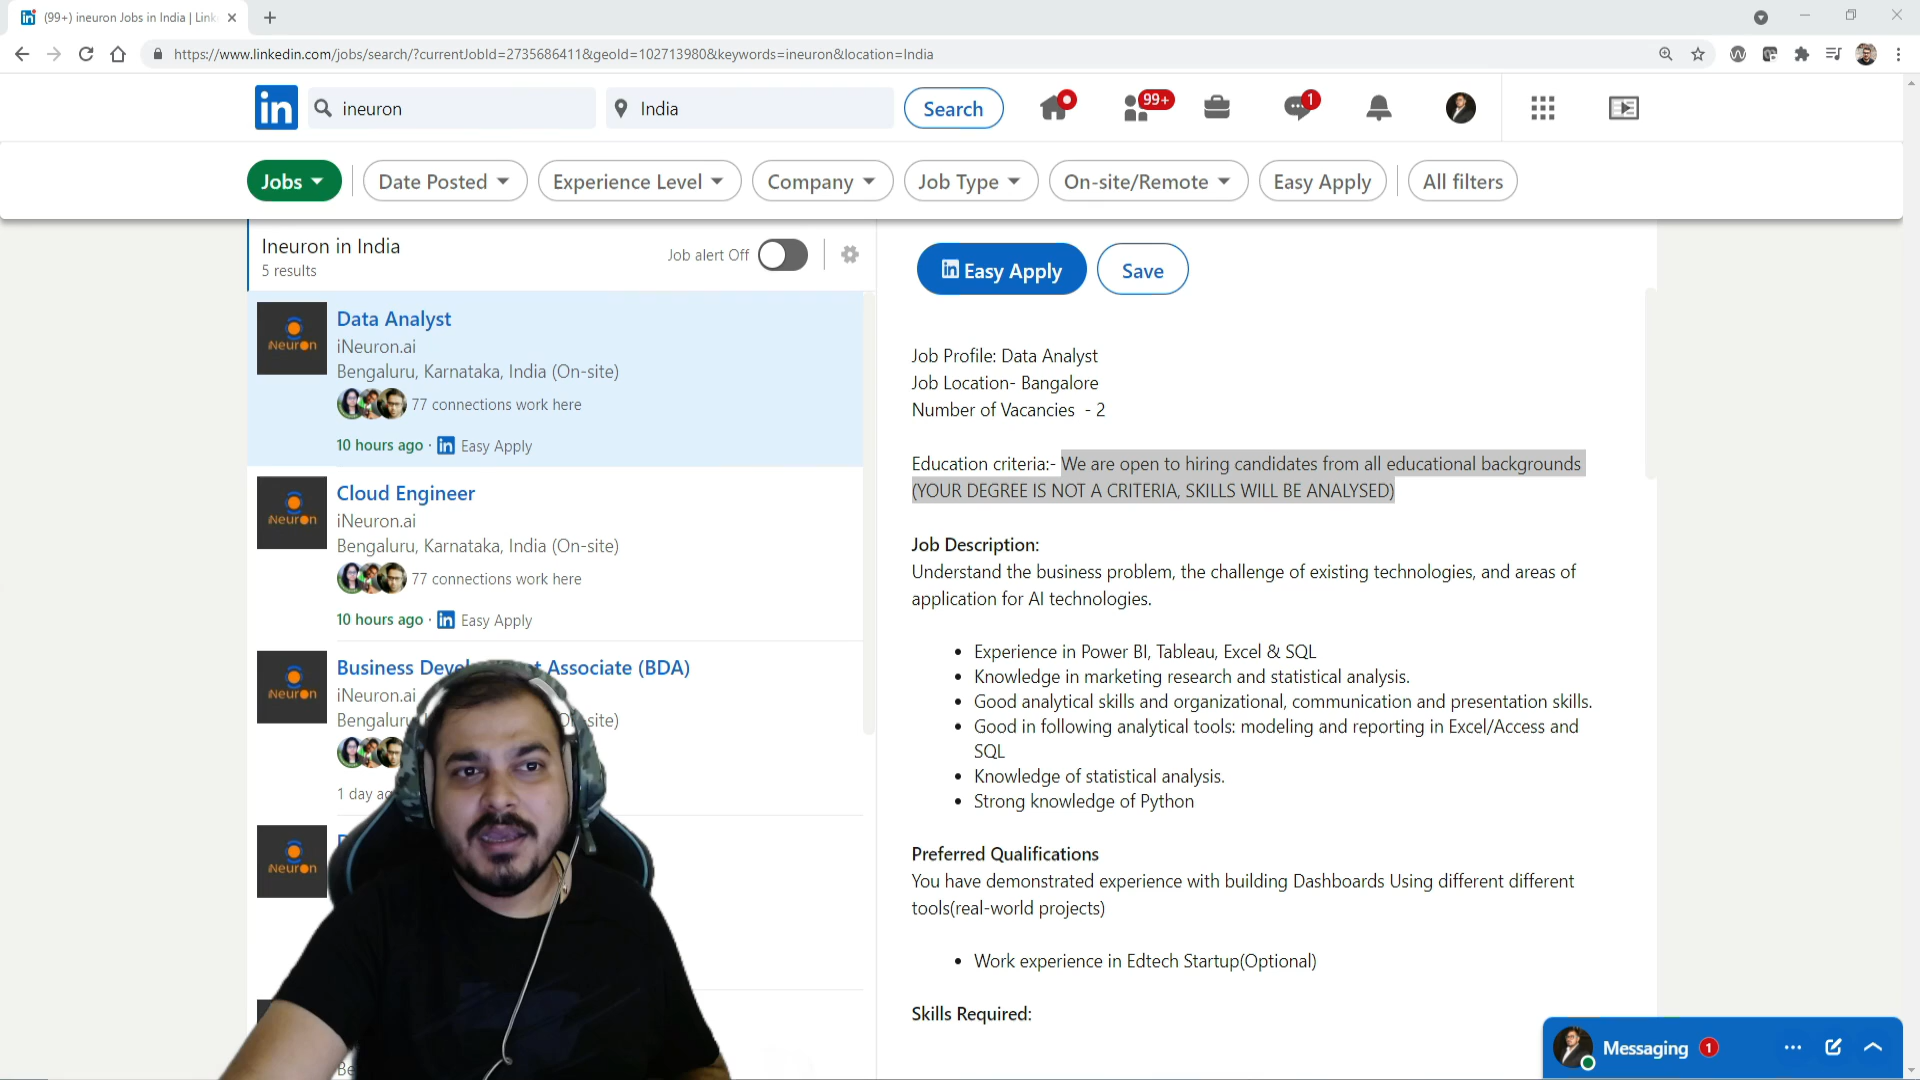 (99+) ineuron Jobs in India | Link
https://www.linkedin.com/jobs/search/?currentJobId=2735686411&geoId=102713980&keywords=ineuron&location=India
in
ineuron
India
Search
99+
1
Jobs
Date Posted
Experience Level
Company
Job Type
On-site/Remote
Easy Apply
All filters
Ineuron in India
5 results
Job alert Off
iNeuron
Data Analyst
iNeuron.ai
Bengaluru, Karnataka, India (On-site)
77 connections work here
10 hours ago · in Easy Apply
iNeuron
Cloud Engineer
iNeuron.ai
Bengaluru, Karnataka, India (On-site)
77 connections work here
10 hours ago · in Easy Apply
iNeuron
Business Deve t Associate (BDA)
iNeuron.ai
Bengaluru On-site)
1 day ag
iNeuron
Be
in Easy Apply
Save
Job Profile: Data Analyst
Job Location- Bangalore
Number of Vacancies - 2
Education criteria:- We are open to hiring candidates from all educational backgrounds
(YOUR DEGREE IS NOT A CRITERIA, SKILLS WILL BE ANALYSED)
Job Description:
Understand the business problem, the challenge of existing technologies, and areas of
application for AI technologies.
• Experience in Power BI, Tableau, Excel & SQL
• Knowledge in marketing research and statistical analysis.
• Good analytical skills and organizational, communication and presentation skills.
• Good in following analytical tools: modeling and reporting in Excel/Access and
SQL
• Knowledge of statistical analysis.
• Strong knowledge of Python
Preferred Qualifications
You have demonstrated experience with building Dashboards Using different different
tools(real-world projects)
• Work experience in Edtech Startup(Optional)
Skills Required:
Messaging 1